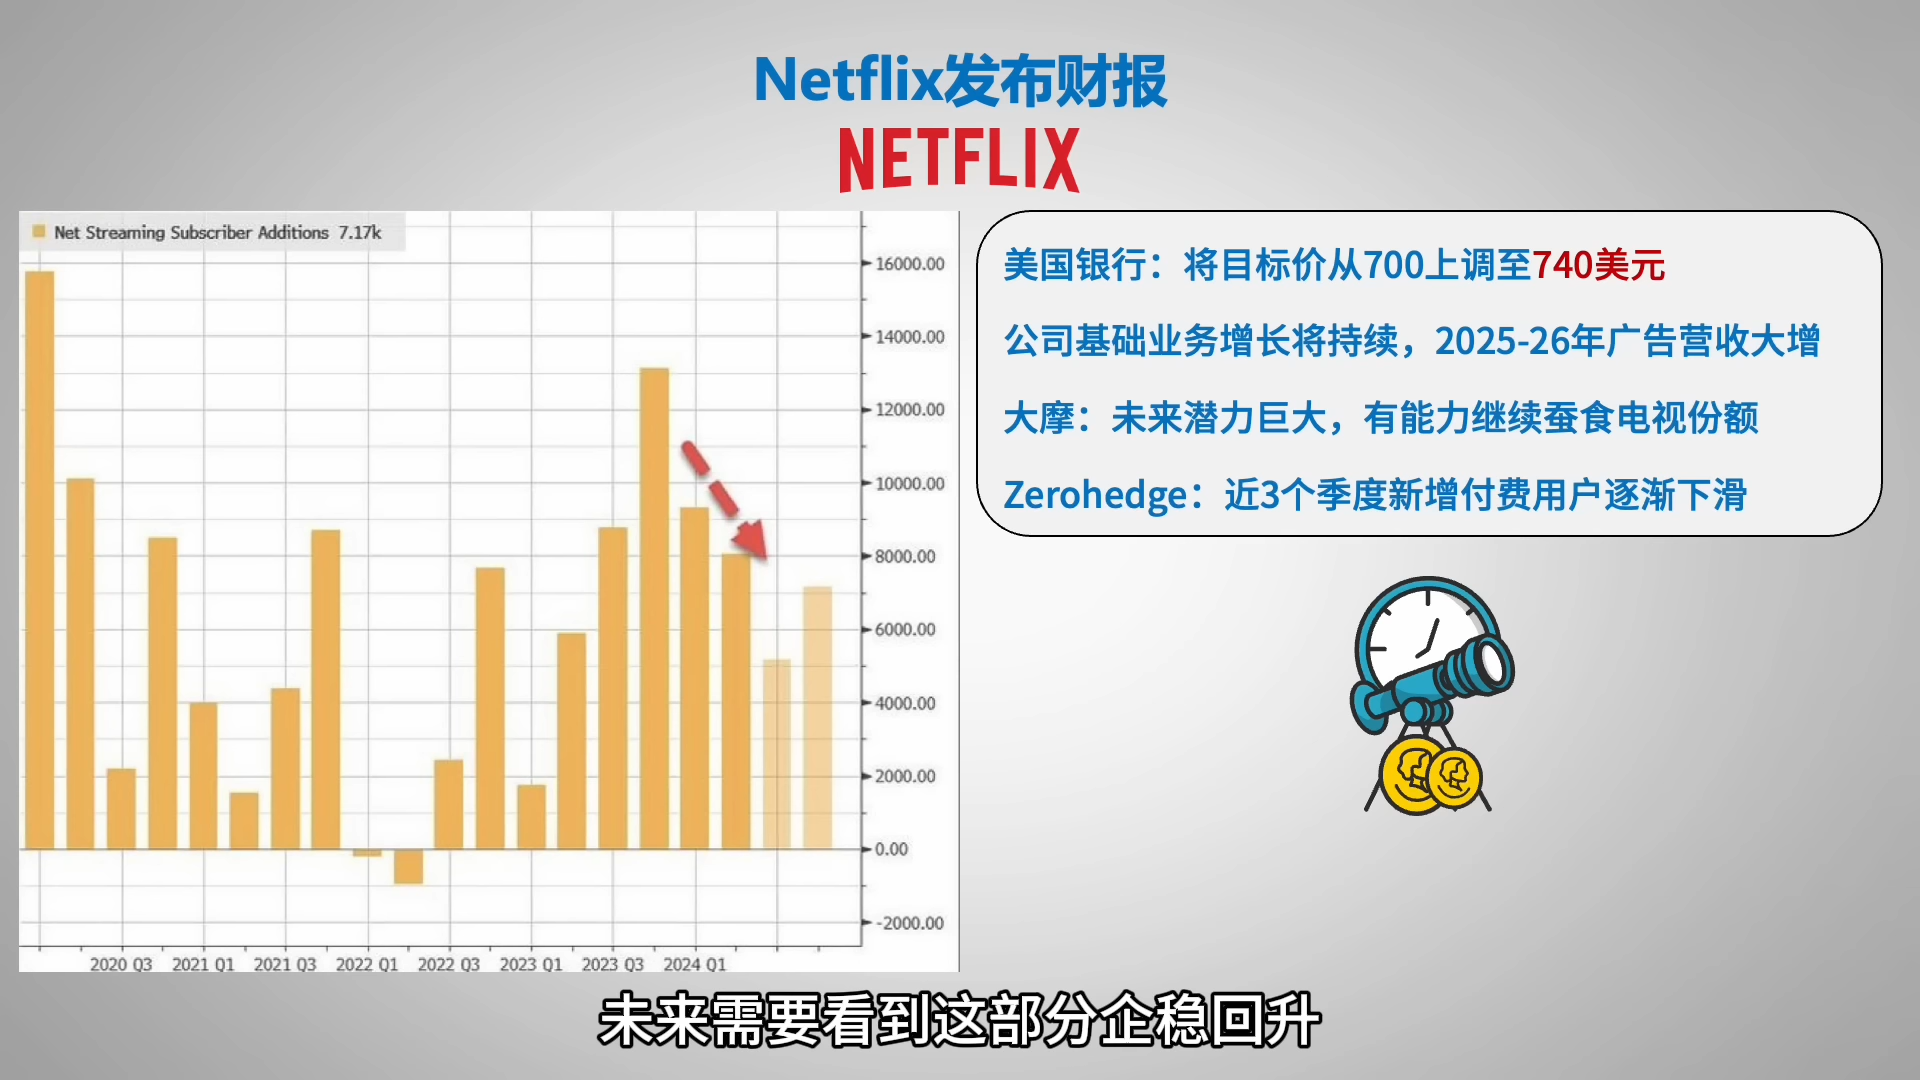 Netflix发布财报
NETFLIX
Net Streaming Subscriber Additions 7.17k
16000.00
14000.00
12000.00
10000.00
8000.00
6000.00
4000.00
2000.00
0.00
-2000.00
2020 Q3 2021 Q1 2021 Q3 2022 Q1 2022 Q3 2023 Q1 2023 Q3 2024 Q1
美国银行：将目标价从700上调至740美元
公司基础业务增长将持续，2025-26年广告营收大增
大摩：未来潜力巨大，有能力继续蚕食电视份额
Zerohedge：近3个季度新增付费用户逐渐下滑
未来需要看到这部分企稳回升